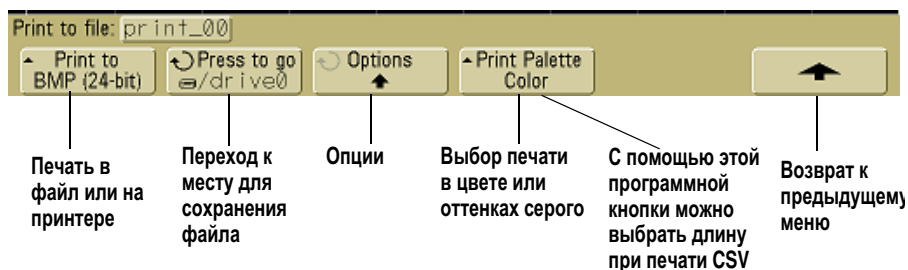 Print to file: print_00
Print to
BMP (24-bit)
Press to go
/drive0
Options
Print Palette
Color
Печать в
файл или на
принтере
Переход к
месту для
сохранения
файла
Опции
Выбор печати
в цвете или
оттенках серого
С помощью этой
программной
кнопки можно
выбрать длину
при печати CSV
Возврат к
предыдущему
меню